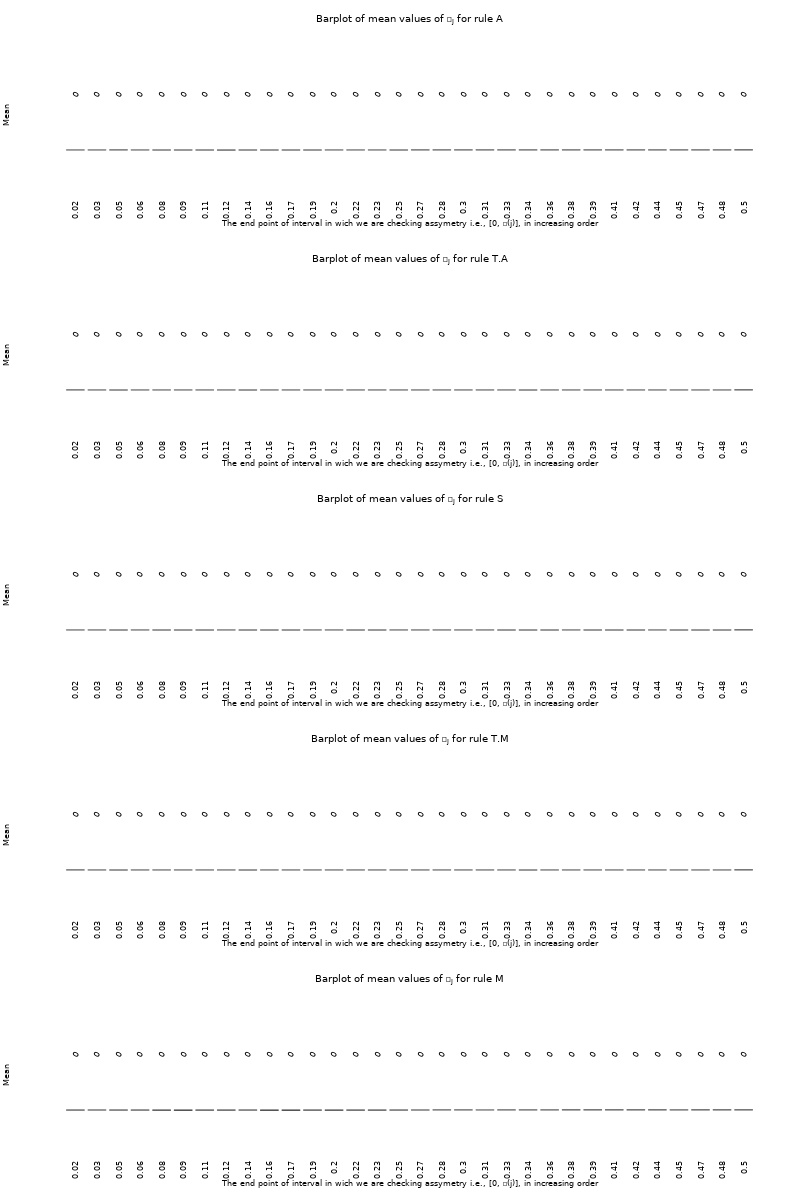 Barplot of mean values of □j for rule A
Mean
0 0 0 0 0 0 0 0 0 0 0 0 0 0 0 0 0 0 0 0 0 0 0 0 0 0 0 0 0 0 0 0
0.02 0.03 0.05 0.06 0.08 0.09 0.11 0.12 0.14 0.16 0.17 0.19 0.2 0.22 0.23 0.25 0.27 0.28 0.3 0.31 0.33 0.34 0.36 0.38 0.39 0.41 0.42 0.44 0.45 0.47 0.48 0.5
The end point of interval in wich we are checking assymetry i.e., [0, □(j)], in increasing order
Barplot of mean values of □j for rule T.A
Mean
0 0 0 0 0 0 0 0 0 0 0 0 0 0 0 0 0 0 0 0 0 0 0 0 0 0 0 0 0 0 0 0
0.02 0.03 0.05 0.06 0.08 0.09 0.11 0.12 0.14 0.16 0.17 0.19 0.2 0.22 0.23 0.25 0.27 0.28 0.3 0.31 0.33 0.34 0.36 0.38 0.39 0.41 0.42 0.44 0.45 0.47 0.48 0.5
The end point of interval in wich we are checking assymetry i.e., [0, □(j)], in increasing order
Barplot of mean values of □j for rule S
Mean
0 0 0 0 0 0 0 0 0 0 0 0 0 0 0 0 0 0 0 0 0 0 0 0 0 0 0 0 0 0 0 0
0.02 0.03 0.05 0.06 0.08 0.09 0.11 0.12 0.14 0.16 0.17 0.19 0.2 0.22 0.23 0.25 0.27 0.28 0.3 0.31 0.33 0.34 0.36 0.38 0.39 0.41 0.42 0.44 0.45 0.47 0.48 0.5
The end point of interval in wich we are checking assymetry i.e., [0, □(j)], in increasing order
Barplot of mean values of □j for rule T.M
Mean
0 0 0 0 0 0 0 0 0 0 0 0 0 0 0 0 0 0 0 0 0 0 0 0 0 0 0 0 0 0 0 0
0.02 0.03 0.05 0.06 0.08 0.09 0.11 0.12 0.14 0.16 0.17 0.19 0.2 0.22 0.23 0.25 0.27 0.28 0.3 0.31 0.33 0.34 0.36 0.38 0.39 0.41 0.42 0.44 0.45 0.47 0.48 0.5
The end point of interval in wich we are checking assymetry i.e., [0, □(j)], in increasing order
Barplot of mean values of □j for rule M
Mean
0 0 0 0 0 0 0 0 0 0 0 0 0 0 0 0 0 0 0 0 0 0 0 0 0 0 0 0 0 0 0 0
0.02 0.03 0.05 0.06 0.08 0.09 0.11 0.12 0.14 0.16 0.17 0.19 0.2 0.22 0.23 0.25 0.27 0.28 0.3 0.31 0.33 0.34 0.36 0.38 0.39 0.41 0.42 0.44 0.45 0.47 0.48 0.5
The end point of interval in wich we are checking assymetry i.e., [0, □(j)], in increasing order